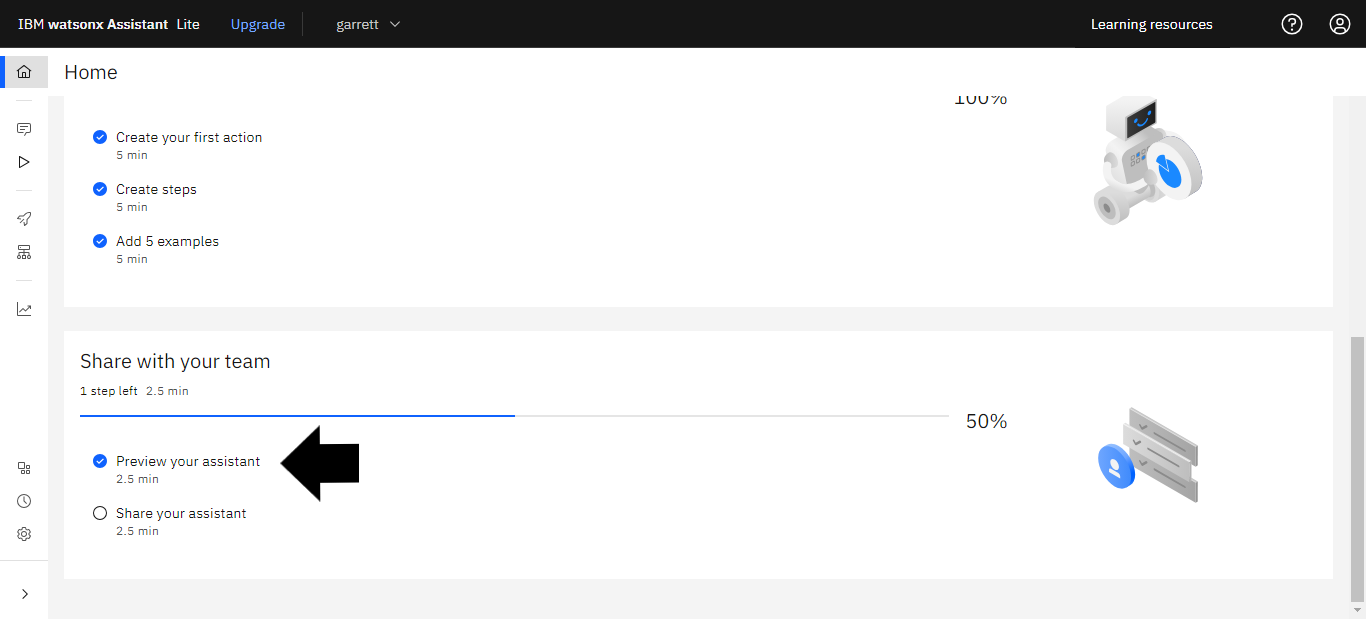 IBM watsonx Assistant Lite Upgrade garrett Learning resources
Home
100%
Create your first action
5 min
Create steps
5 min
Add 5 examples
5 min
Share with your team
1 step left 2.5 min
50%
Preview your assistant
2.5 min
Share your assistant
2.5 min